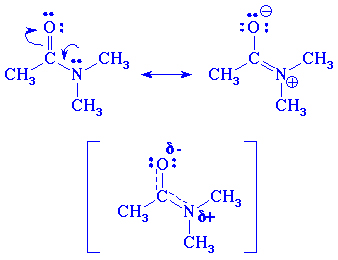 O O⊖
C CH₃ C CH₃
CH₃ N CH₃ N⊕
CH₃ CH₃
δ-
O
C CH₃
CH₃ N δ+
CH₃